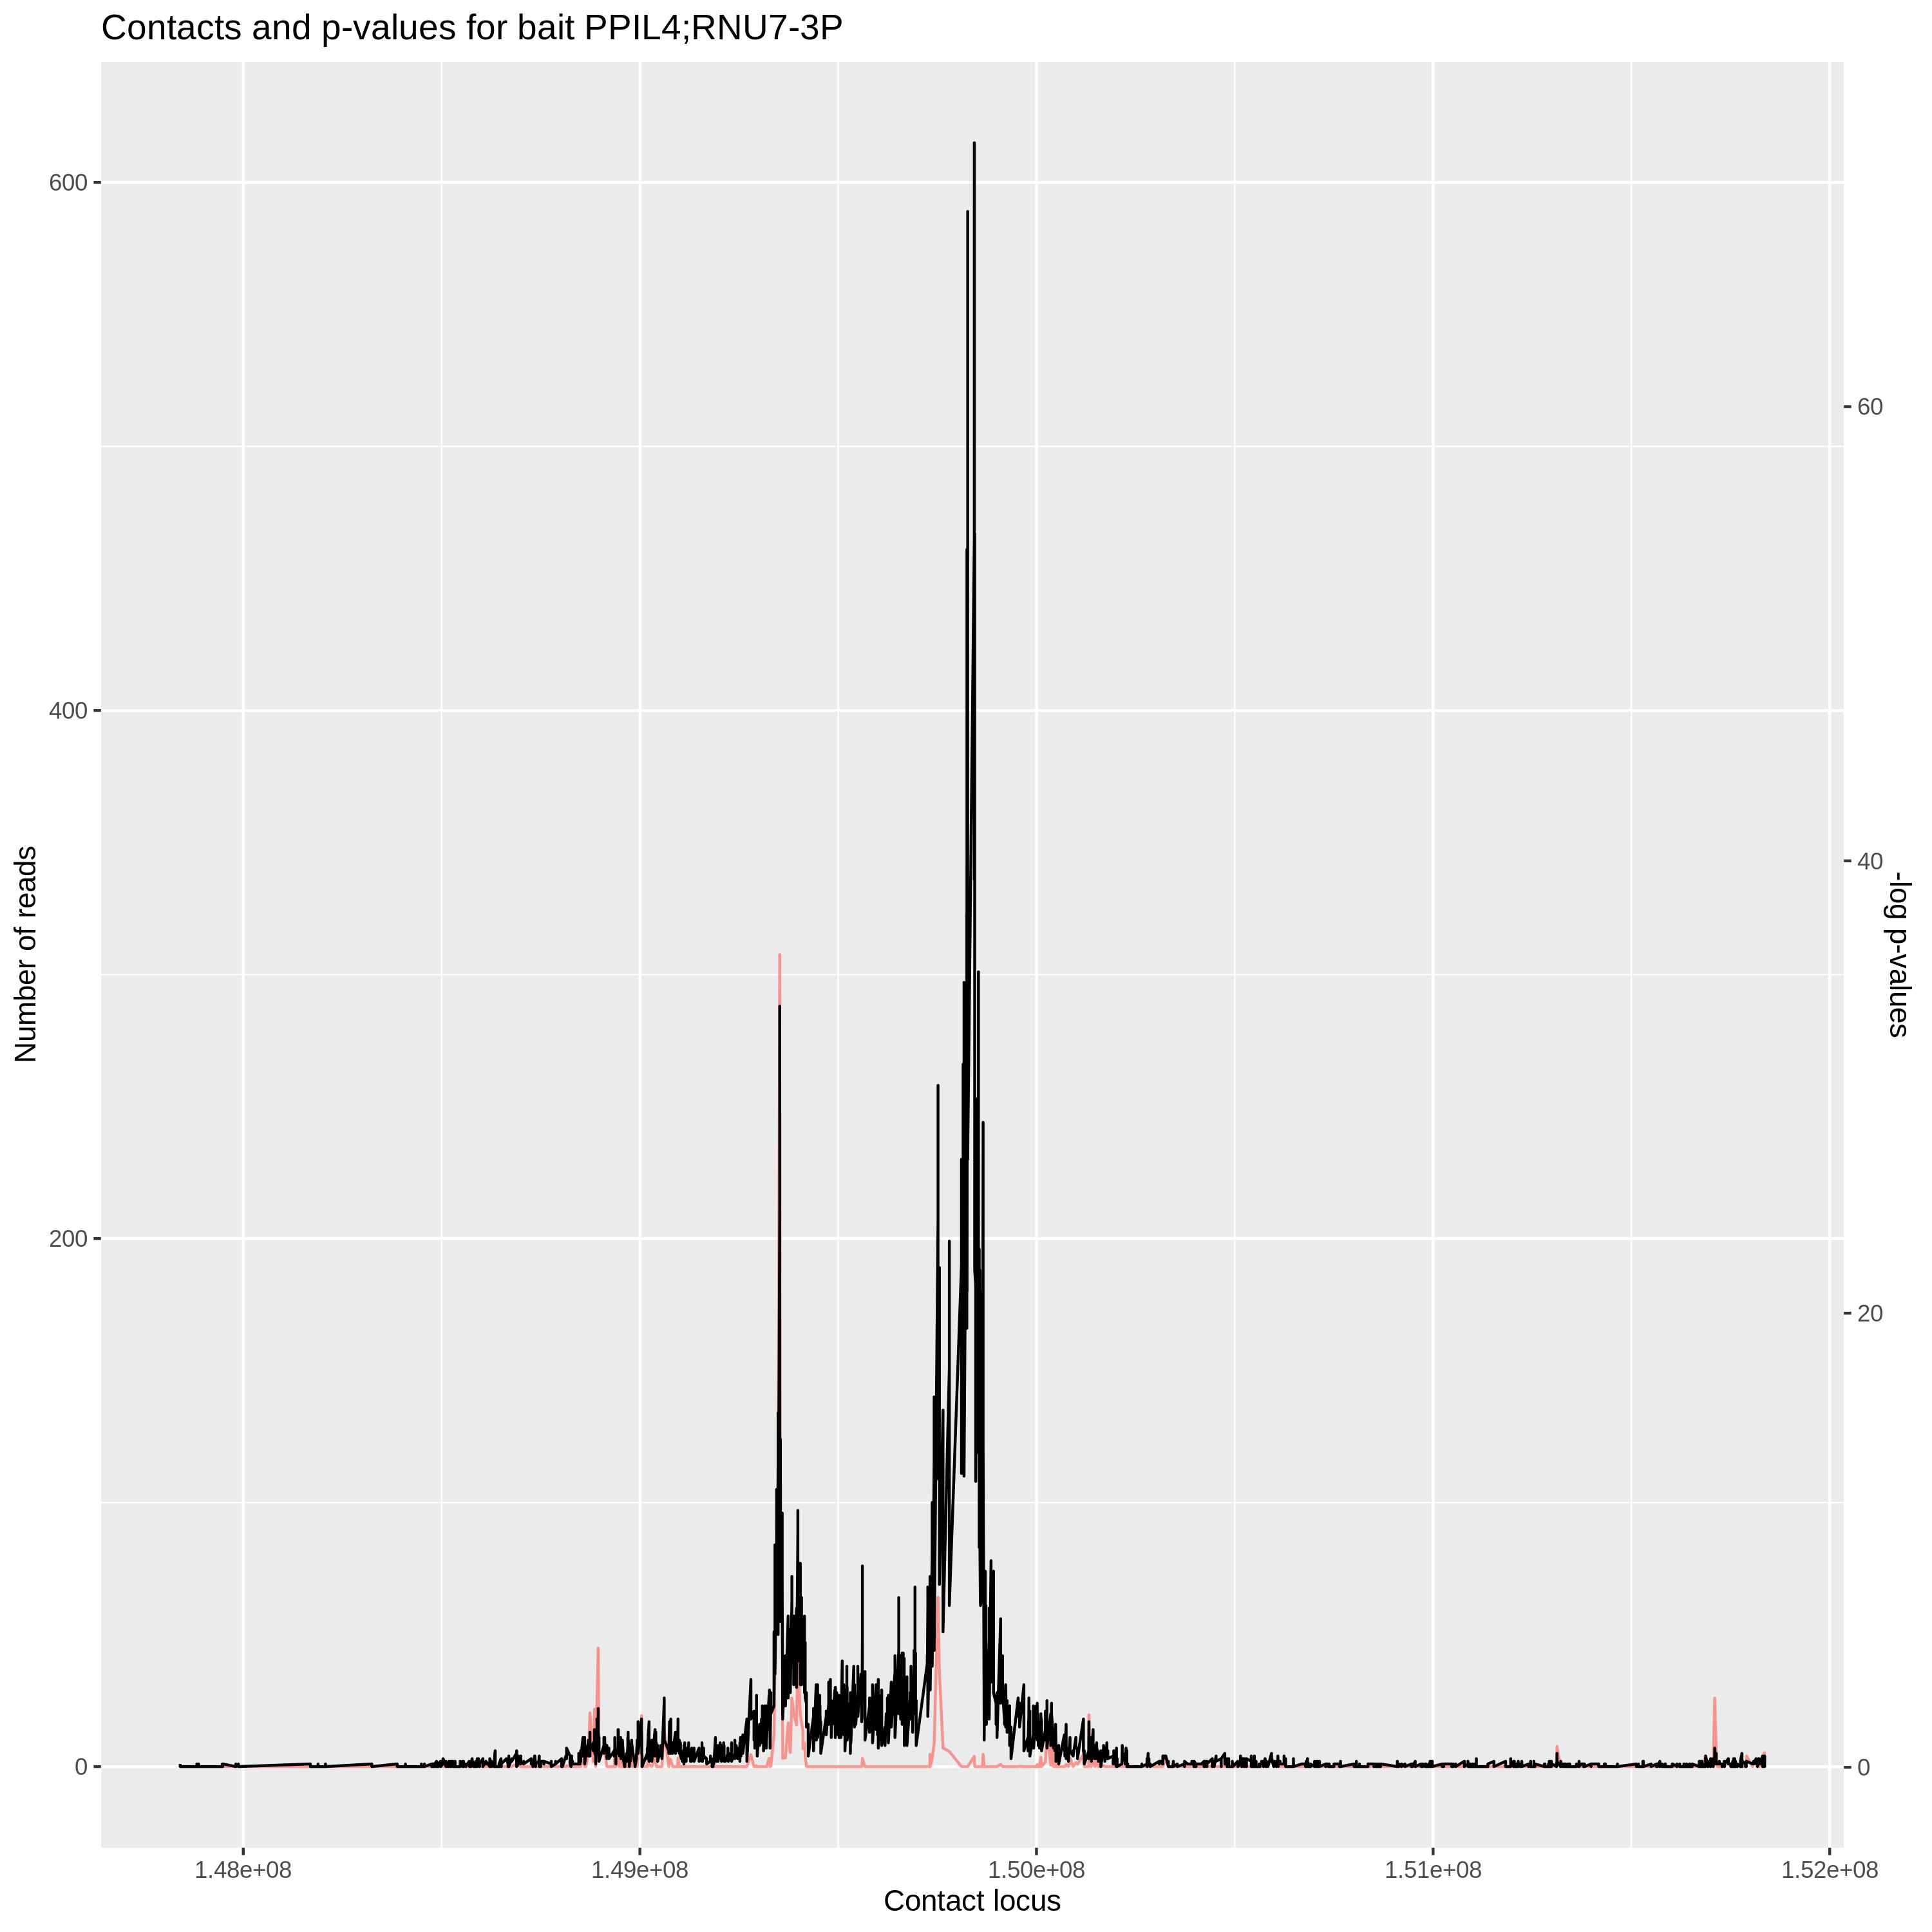 Contacts and p-values for bait PPIL4;RNU7-3P
600
400
200
0
Number of reads
60
40
20
0
-log p-values
1.48e+08
1.49e+08
1.50e+08
1.51e+08
1.52e+08
Contact locus